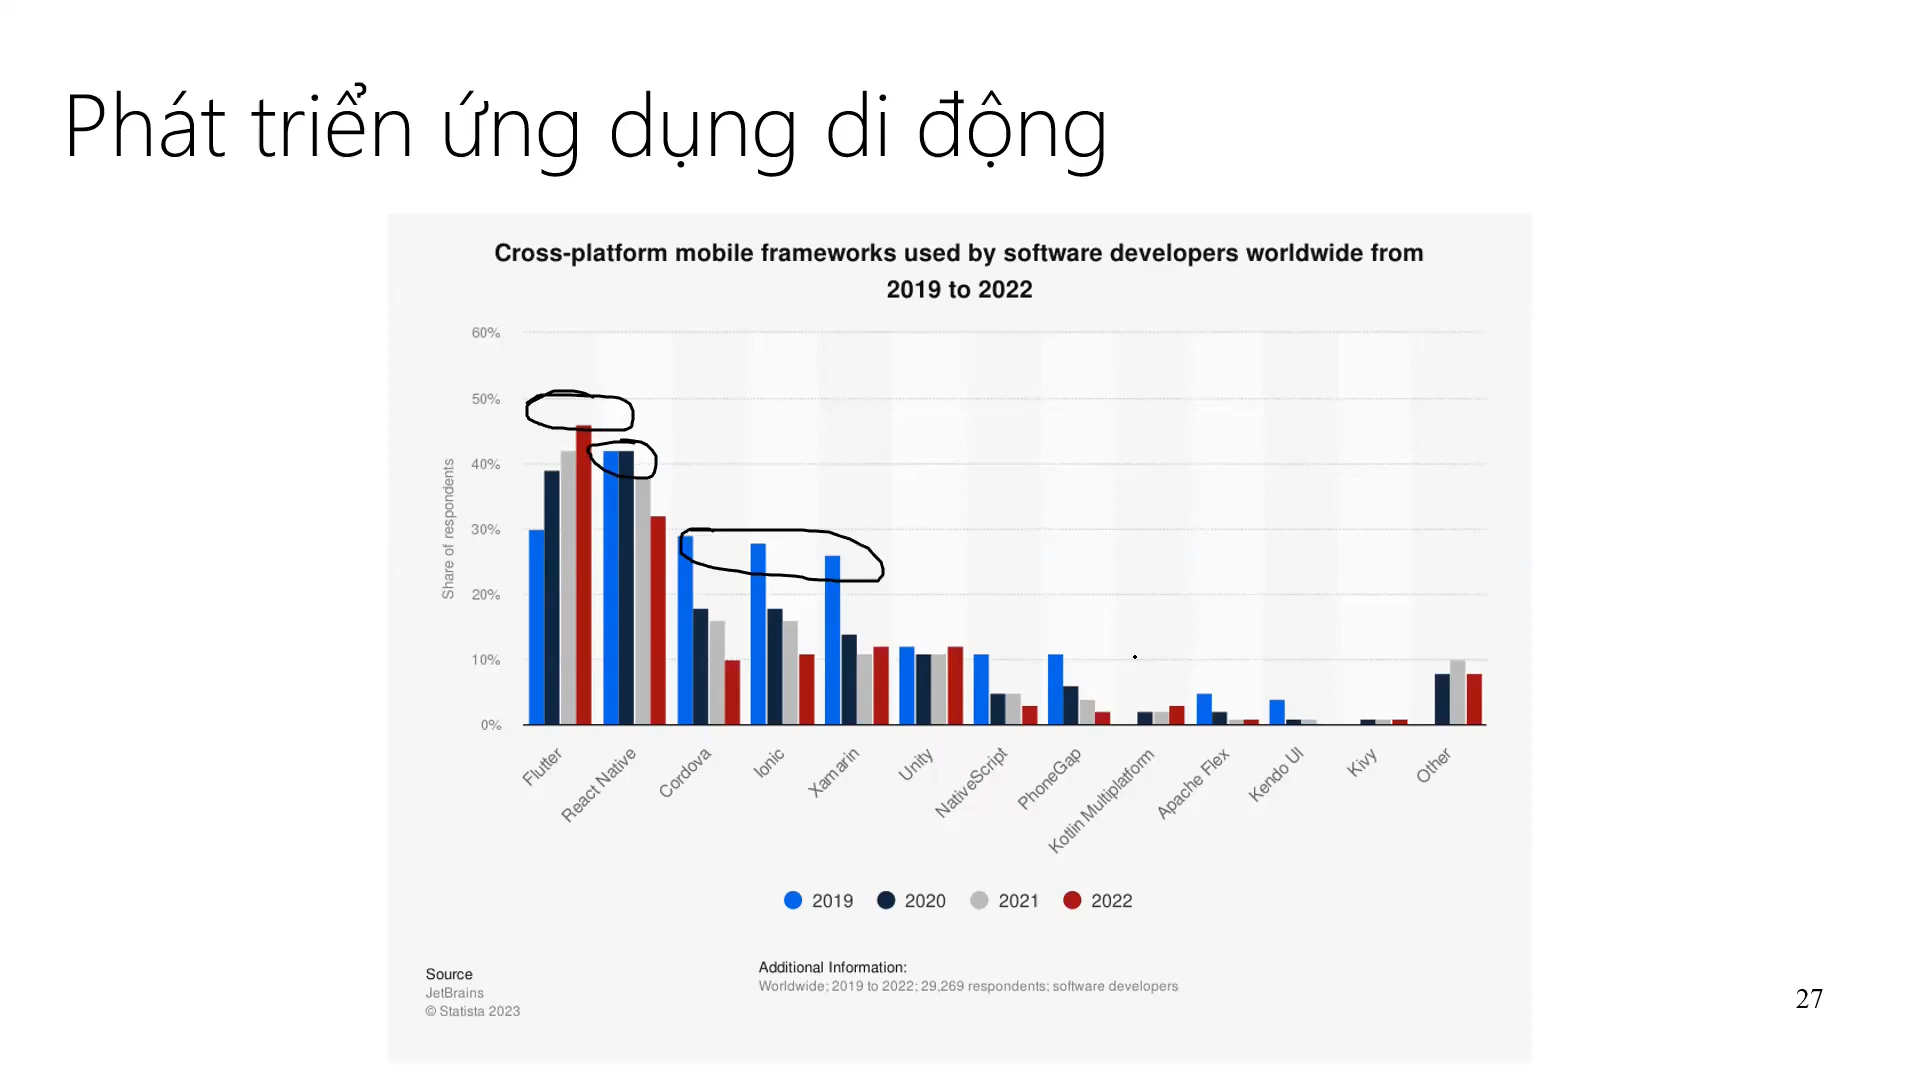 Phát triển ứng dụng di động
Cross-platform mobile frameworks used by software developers worldwide from
2019 to 2022
60%
50%
40%
30%
20%
10%
0%
Share of respondents
Flutter
React Native
Cordova
Ionic
Xamarin
Unity
NativeScript
PhoneGap
Kotlin Multiplatform
Apache Flex
Kendo UI
Kivy
Other
2019 2020 2021 2022
Source
JetBrains
© Statista 2023
Additional Information:
Worldwide; 2019 to 2022; 29,269 respondents; software developers
27